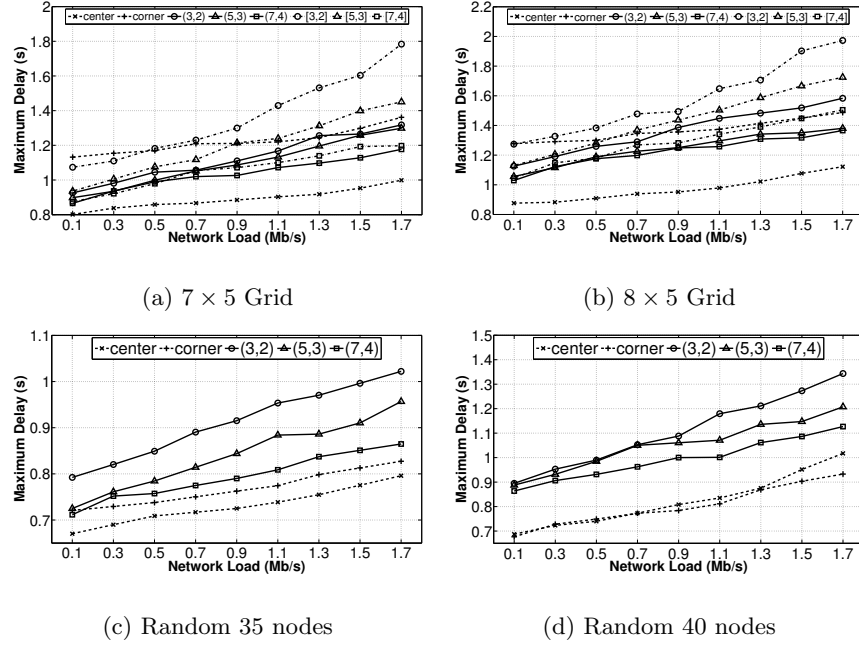 center corner (3,2) (5,3) (7,4) [3,2] [5,3] [7,4]
2
1.8
1.6
1.4
1.2
1
0.8
Maximum Delay (s)
0.1 0.3 0.5 0.7 0.9 1.1 1.3 1.5 1.7
Network Load (Mb/s)
(a) 7 × 5 Grid
center corner (3,2) (5,3) (7,4) [3,2] [5,3] [7,4]
2.2
2
1.8
1.6
1.4
1.2
1
0.8
Maximum Delay (s)
0.1 0.3 0.5 0.7 0.9 1.1 1.3 1.5 1.7
Network Load (Mb/s)
(b) 8 × 5 Grid
center corner (3,2) (5,3) (7,4)
1.1
1
0.9
0.8
0.7
Maximum Delay (s)
0.1 0.3 0.5 0.7 0.9 1.1 1.3 1.5 1.7
Network Load (Mb/s)
(c) Random 35 nodes
center corner (3,2) (5,3) (7,4)
1.5
1.4
1.3
1.2
1.1
1
0.9
0.8
0.7
0.6
Maximum Delay (s)
0.1 0.3 0.5 0.7 0.9 1.1 1.3 1.5 1.7
Network Load (Mb/s)
(d) Random 40 nodes